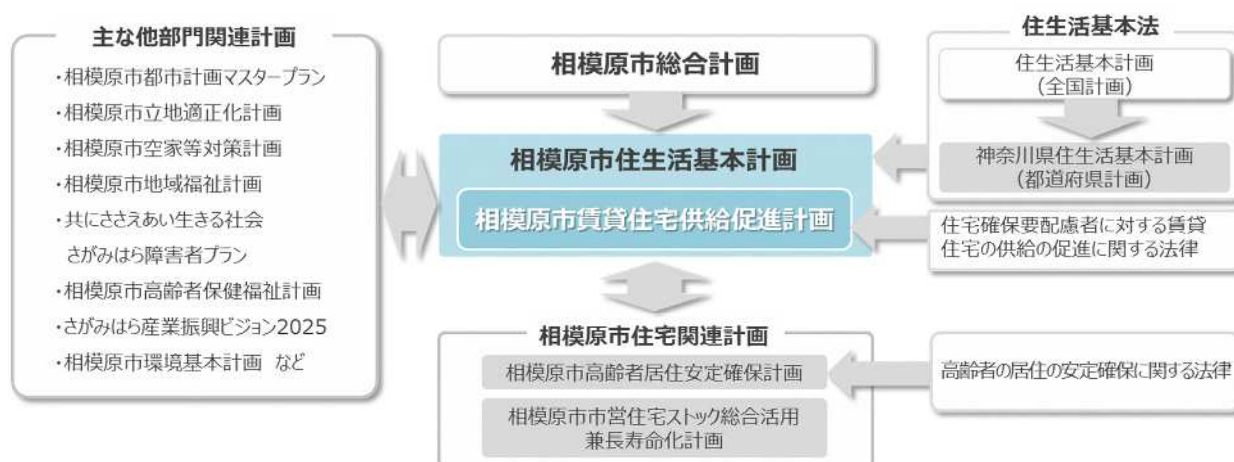 主な他部門関連計画
・相模原市都市計画マスタープラン
・相模原市立地適正化計画
・相模原市空家等対策計画
・相模原市地域福祉計画
・共にささえあい生きる社会
さがみはら障害者プラン
・相模原市高齢者保健福祉計画
・さがみはら産業振興ビジョン2025
・相模原市環境基本計画 など
相模原市総合計画
相模原市住生活基本計画
相模原市賃貸住宅供給促進計画
相模原市住宅関連計画
相模原市高齢者居住安定確保計画
相模原市市営住宅ストック総合活用
兼長寿命化計画
住生活基本法
住生活基本計画
(全国計画)
神奈川県住生活基本計画
(都道府県計画)
住宅確保要配慮者に対する賃貸
住宅の供給の促進に関する法律
高齢者の居住の安定確保に関する法律